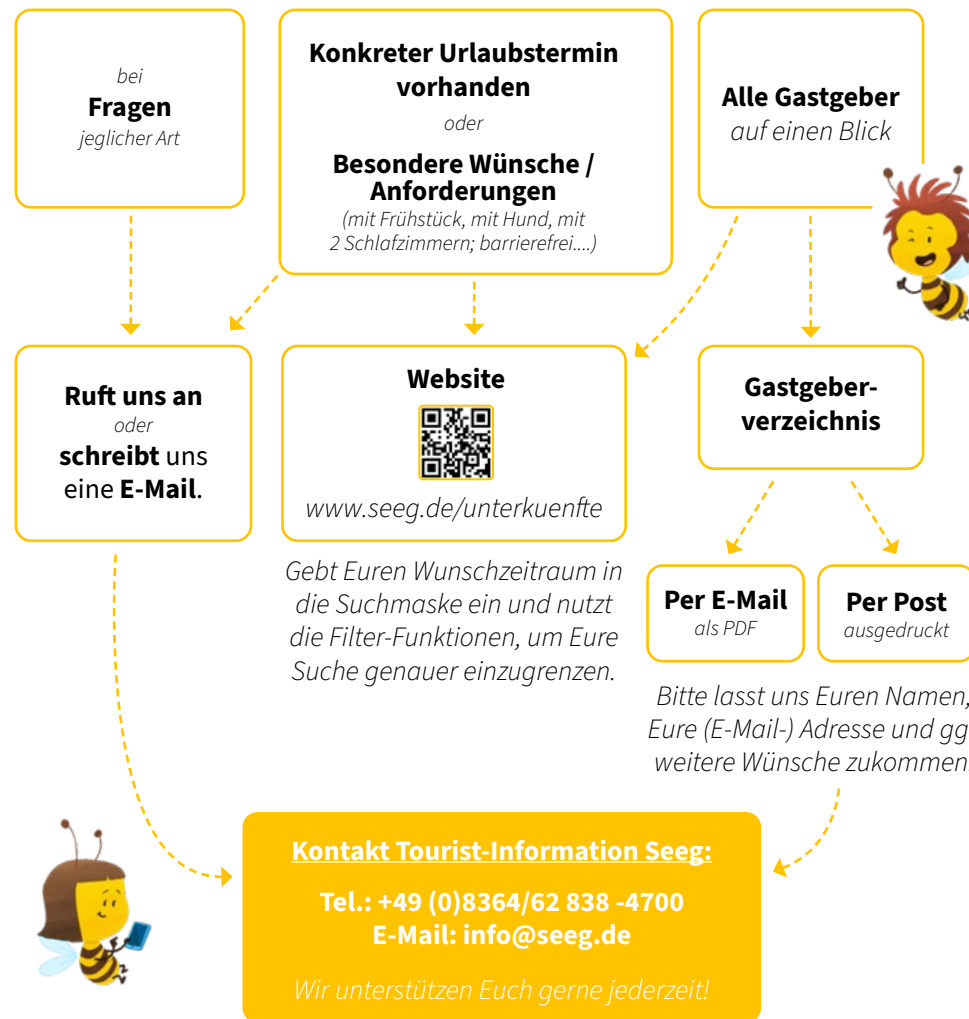 bei
Fragen
jeglicher Art
Konkreter Urlaubstermin
vorhanden
oder
Besondere Wünsche /
Anforderungen
(mit Frühstück, mit Hund, mit
2 Schlafzimmern; barrierefrei....)
Alle Gastgeber
auf einen Blick
Ruft uns an
oder
schreibt uns
eine E-Mail.
Website
www.seeg.de/unterkuenfte
Gebt Euren Wunschzeitraum in
die Suchmaske ein und nutzt
die Filter-Funktionen, um Eure
Suche genauer einzugrenzen.
Gastgeber-
verzeichnis
Per E-Mail
als PDF
Per Post
ausgedruckt
Bitte lasst uns Euren Namen,
Eure (E-Mail-) Adresse und gg
weitere Wünsche zukommen.
Kontakt Tourist-Information Seeg:
Tel.: +49 (0)8364/62 838 -4700
E-Mail: info@seeg.de
Wir unterstützen Euch gerne jederzeit!